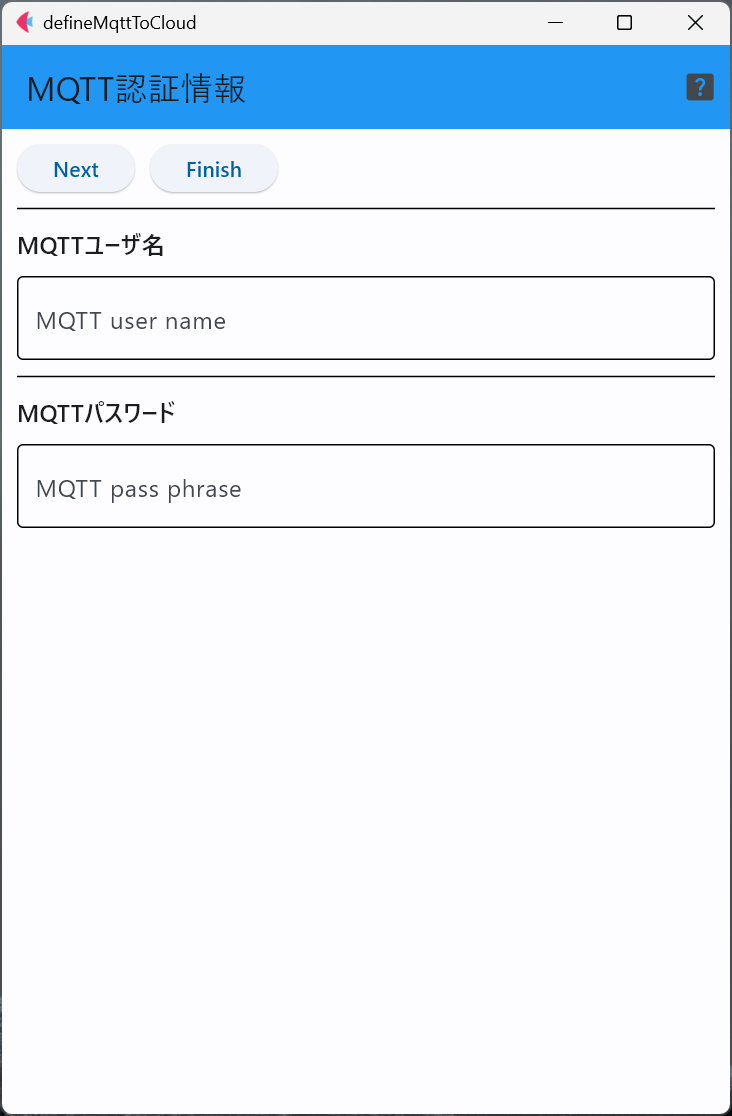 defineMqttToCloud
MQTT認証情報
?
Next Finish
MQTTユーザ名
MQTT user name
MQTTパスワード
MQTT pass phrase